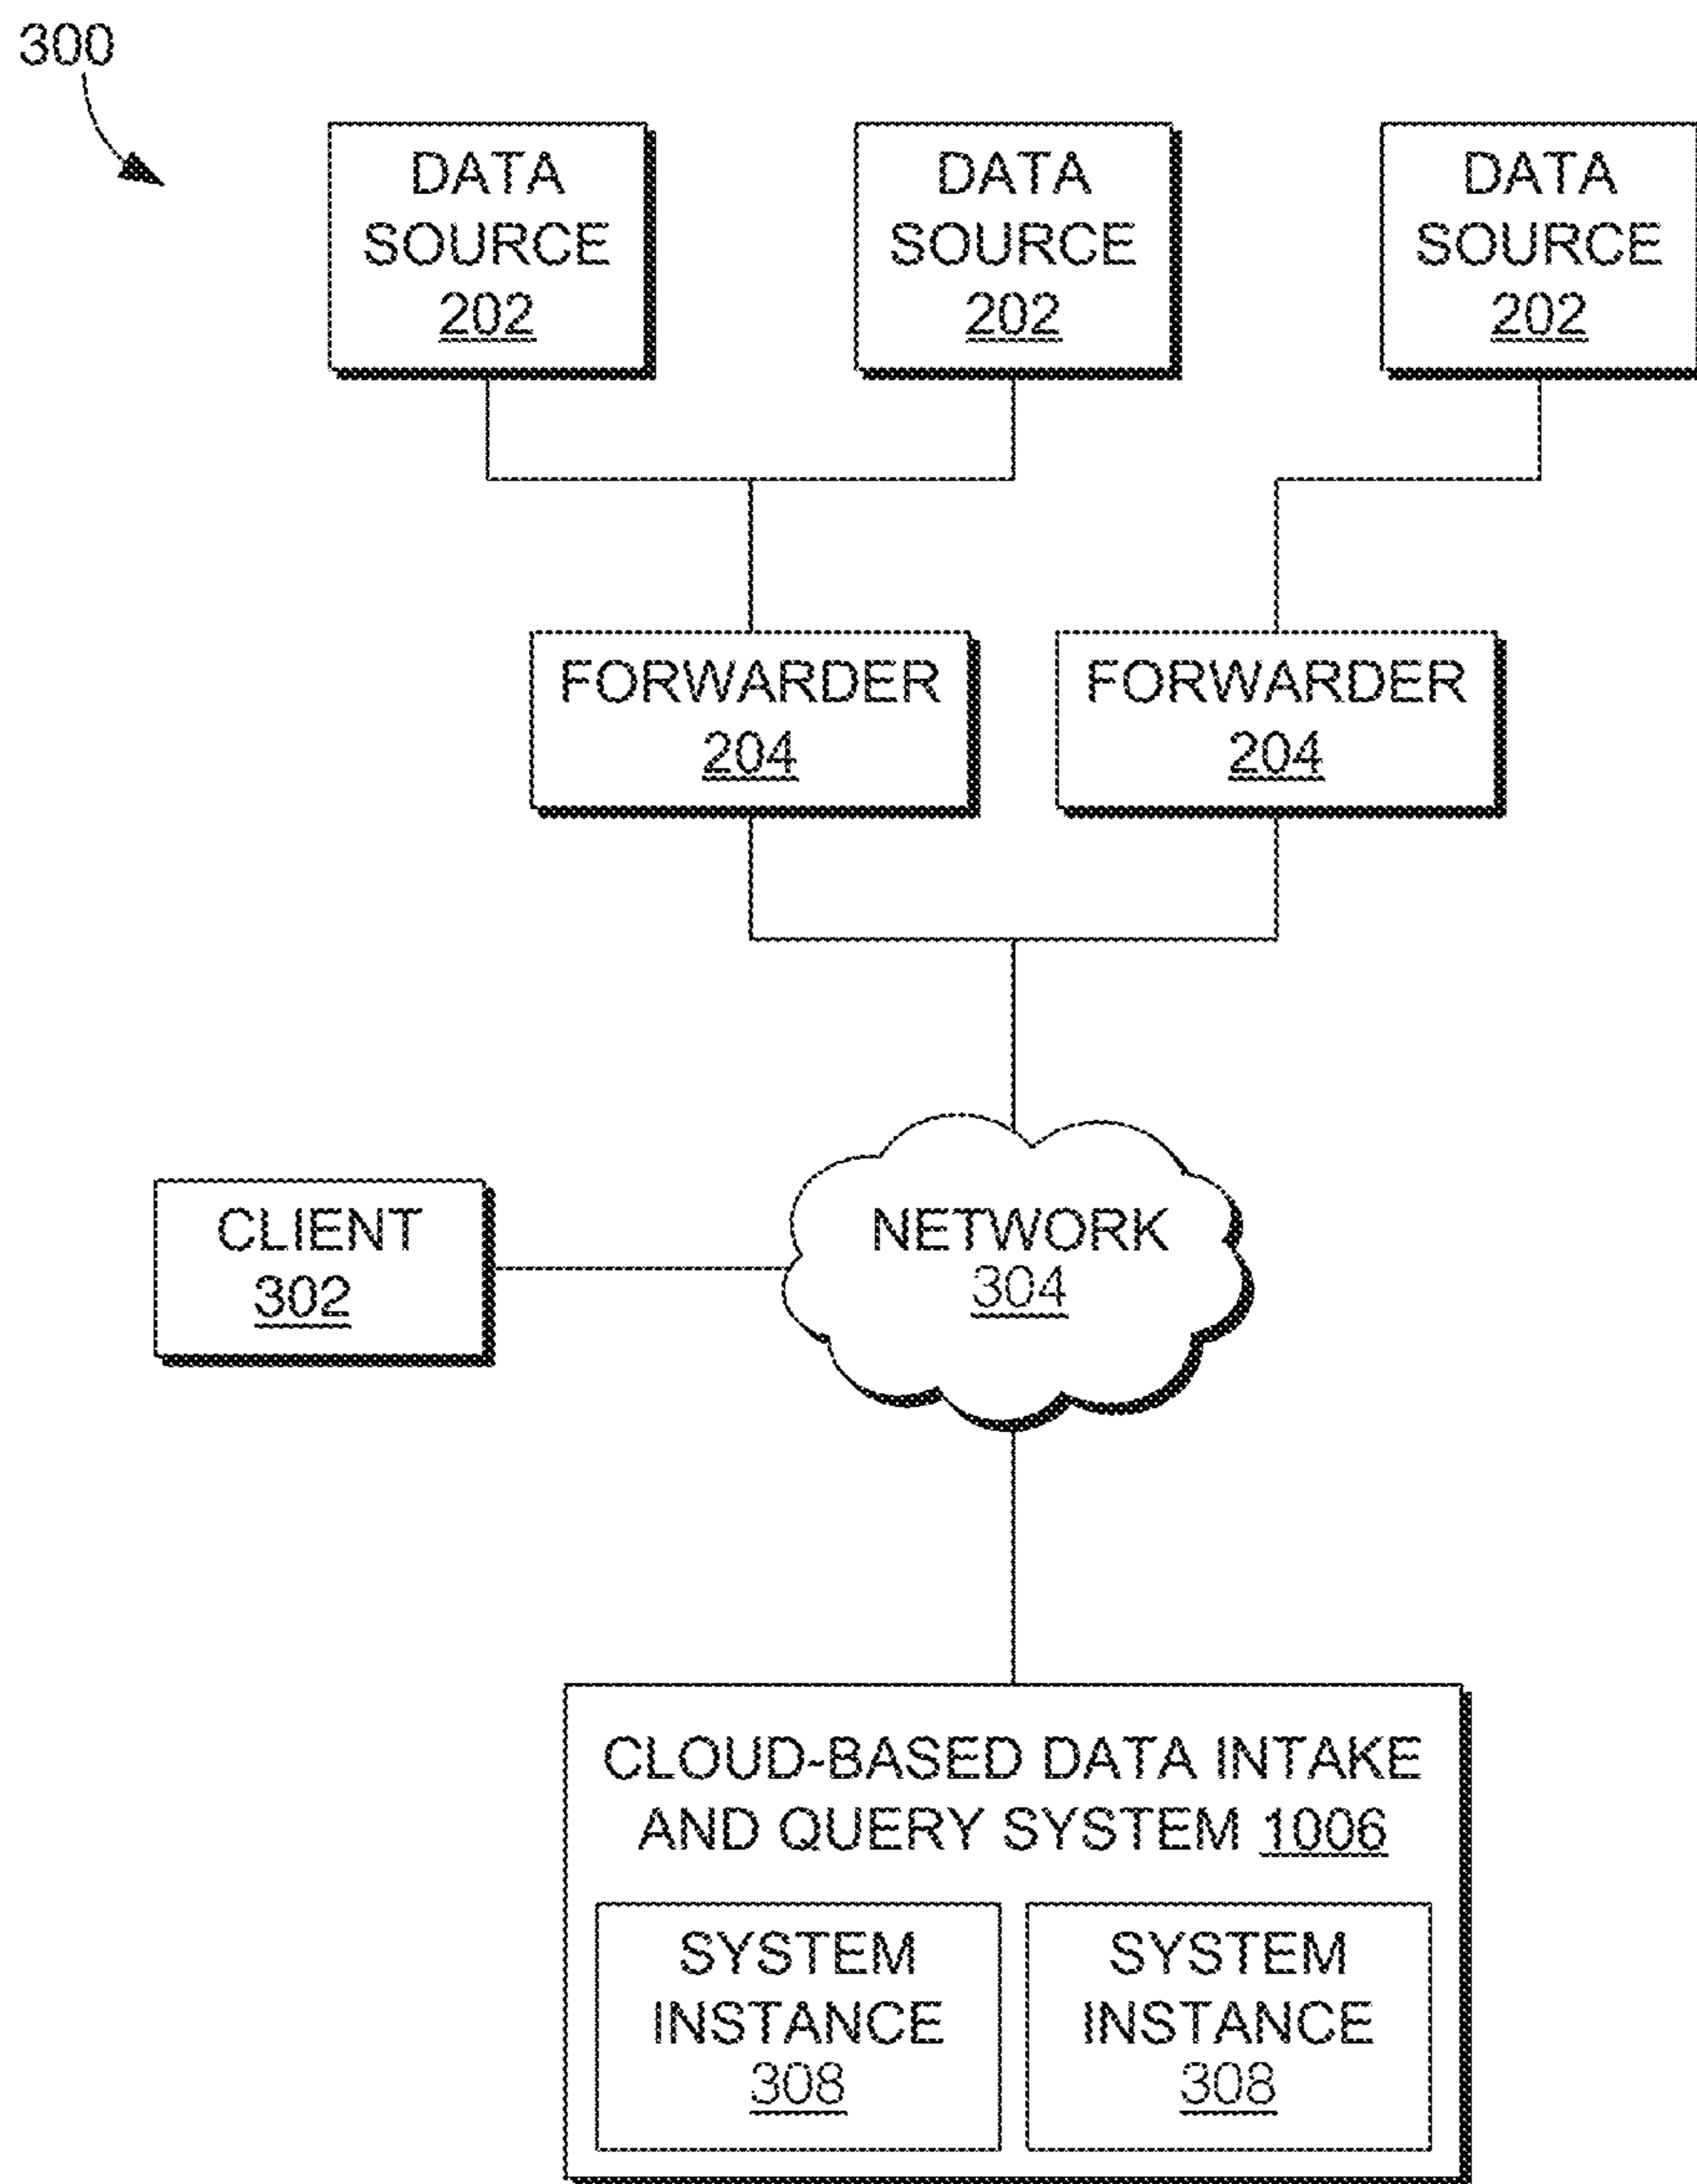 300
DATA
SOURCE
202
DATA
SOURCE
202
DATA
SOURCE
202
FORWARDER
204
FORWARDER
204
CLIENT
302
NETWORK
304
CLOUD-BASED DATA INTAKE
AND QUERY SYSTEM 1006
SYSTEM
INSTANCE
308
SYSTEM
INSTANCE
308